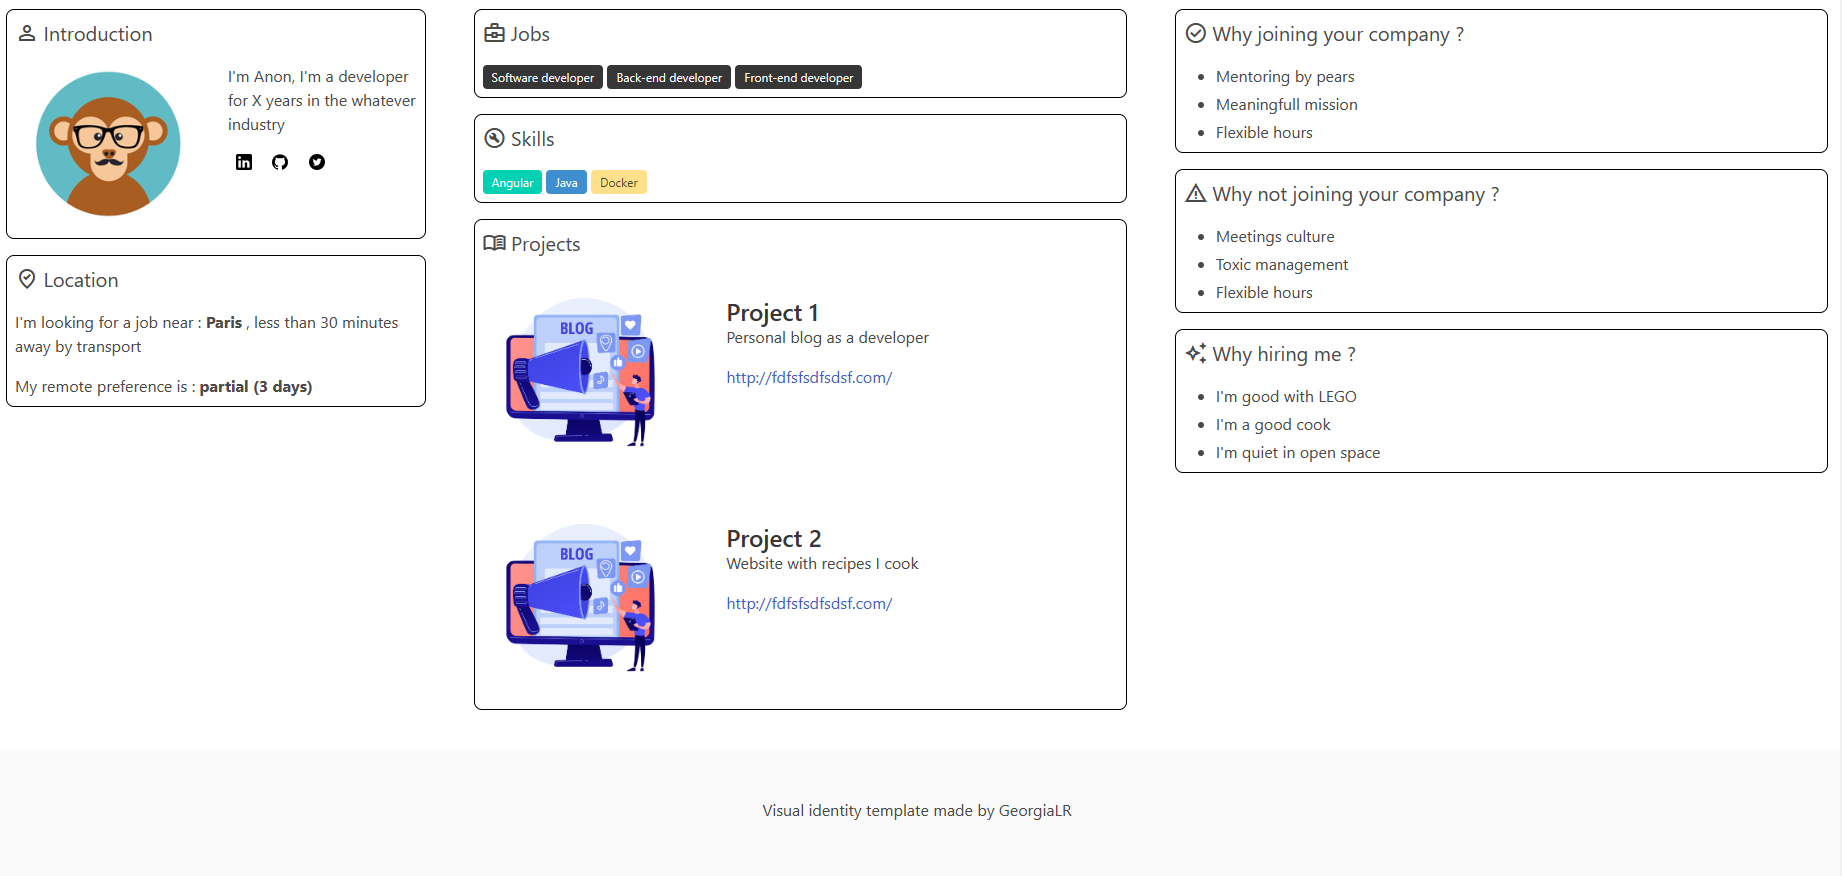 Introduction
I'm Anon, I'm a developer
for X years in the whatever
industry
Location
I'm looking for a job near : Paris , less than 30 minutes
away by transport
My remote preference is : partial (3 days)
Jobs
Software developer Back-end developer Front-end developer
Skills
Angular Java Docker
Projects
BLOG
Project 1
Personal blog as a developer
http://fdfsfsdfsdsf.com/
BLOG
Project 2
Website with recipes I cook
http://fdfsfsdfsdsf.com/
Why joining your company ?
Mentoring by pears
Meaningfull mission
Flexible hours
Why not joining your company ?
Meetings culture
Toxic management
Flexible hours
Why hiring me ?
I'm good with LEGO
I'm a good cook
I'm quiet in open space
Visual identity template made by GeorgiaLR